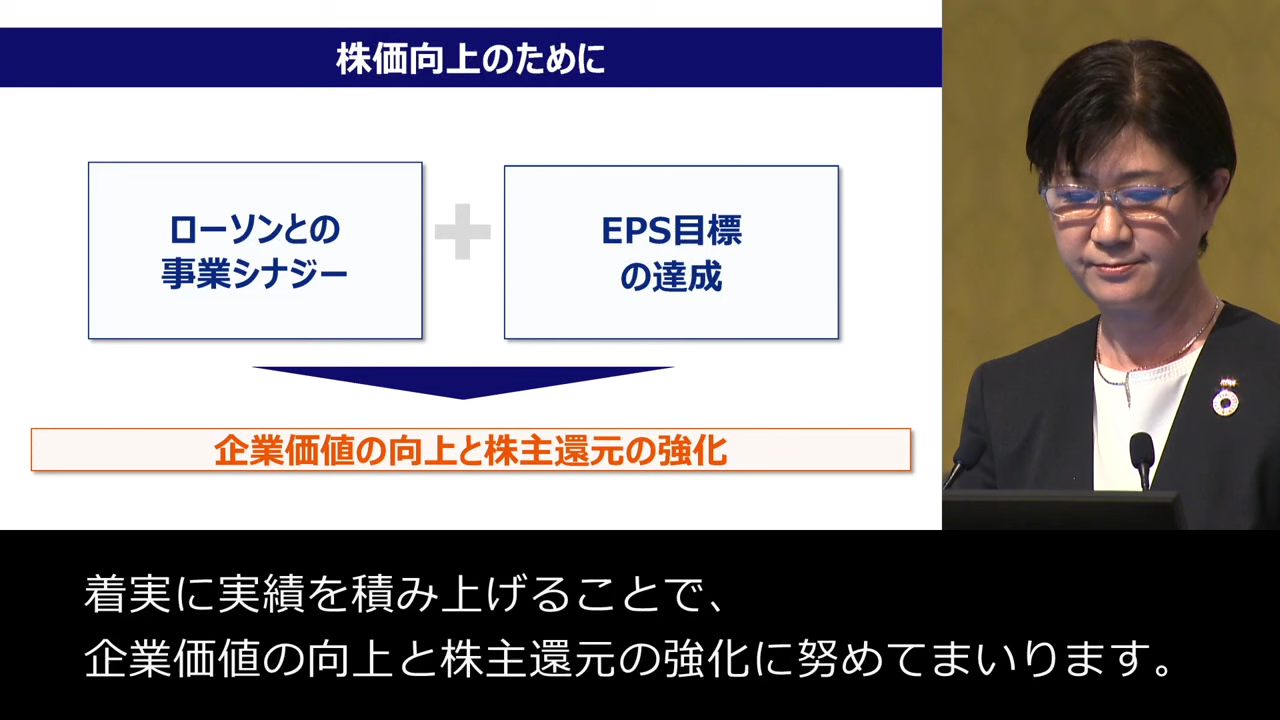 株価向上のために
ローソンとの
事業シナジー
EPS目標
の達成
企業価値の向上と株主還元の強化
着実に実績を積み上げることで、
企業価値の向上と株主還元の強化に努めてまいります。